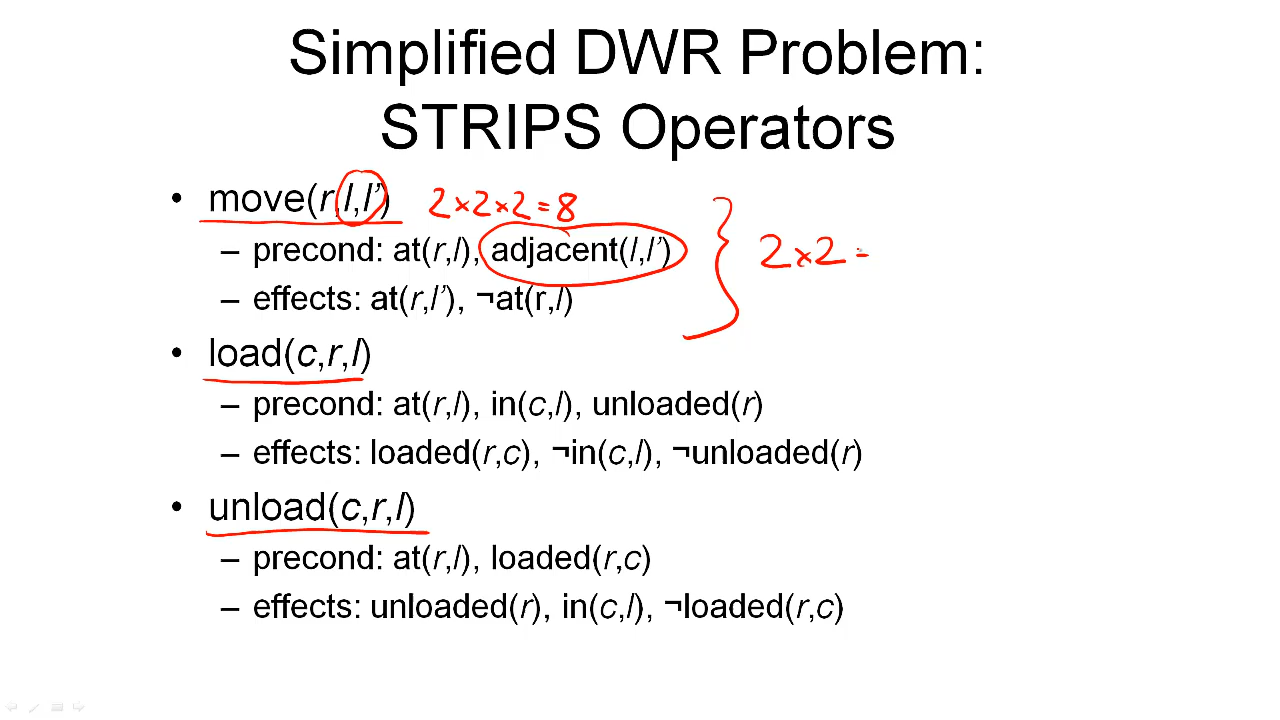 Simplified DWR Problem:
STRIPS Operators
• move(r,l,l’) 2×2×2=8
– precond: at(r,l), adjacent(l,l’)
2×2 =
– effects: at(r,l’), ¬at(r,l)
• load(c,r,l)
– precond: at(r,l), in(c,l), unloaded(r)
– effects: loaded(r,c), ¬in(c,l), ¬unloaded(r)
• unload(c,r,l)
– precond: at(r,l), loaded(r,c)
– effects: unloaded(r), in(c,l), ¬loaded(r,c)